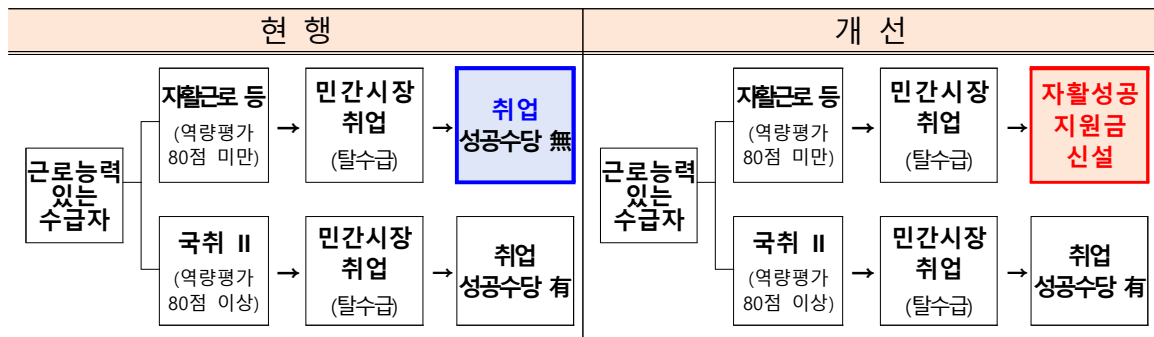 현 행
근로능력
있는
수급자
자활근로 등
(역량평가
80점 미만)
→
민간시장
취업
(탈수급)
→
취업
성공수당 無
국취 Ⅱ
(역량평가
80점 이상)
→
민간시장
취업
(탈수급)
→
취업
성공수당 有
개 선
근로능력
있는
수급자
자활근로 등
(역량평가
80점 미만)
→
민간시장
취업
(탈수급)
→
자활성공
지원금
신설
국취 Ⅱ
(역량평가
80점 이상)
→
민간시장
취업
(탈수급)
→
취업
성공수당 有